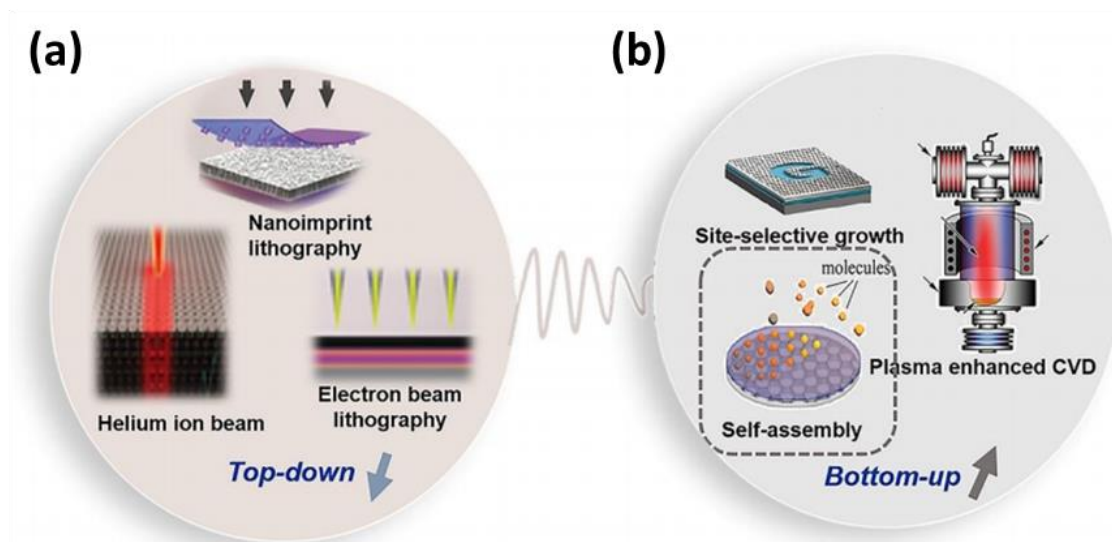 (a)
Nanoimprint
lithography
Helium ion beam
Electron beam
lithography
Top-down
(b)
Site-selective growth
molecules
Self-assembly
Plasma enhanced CVD
Bottom-up